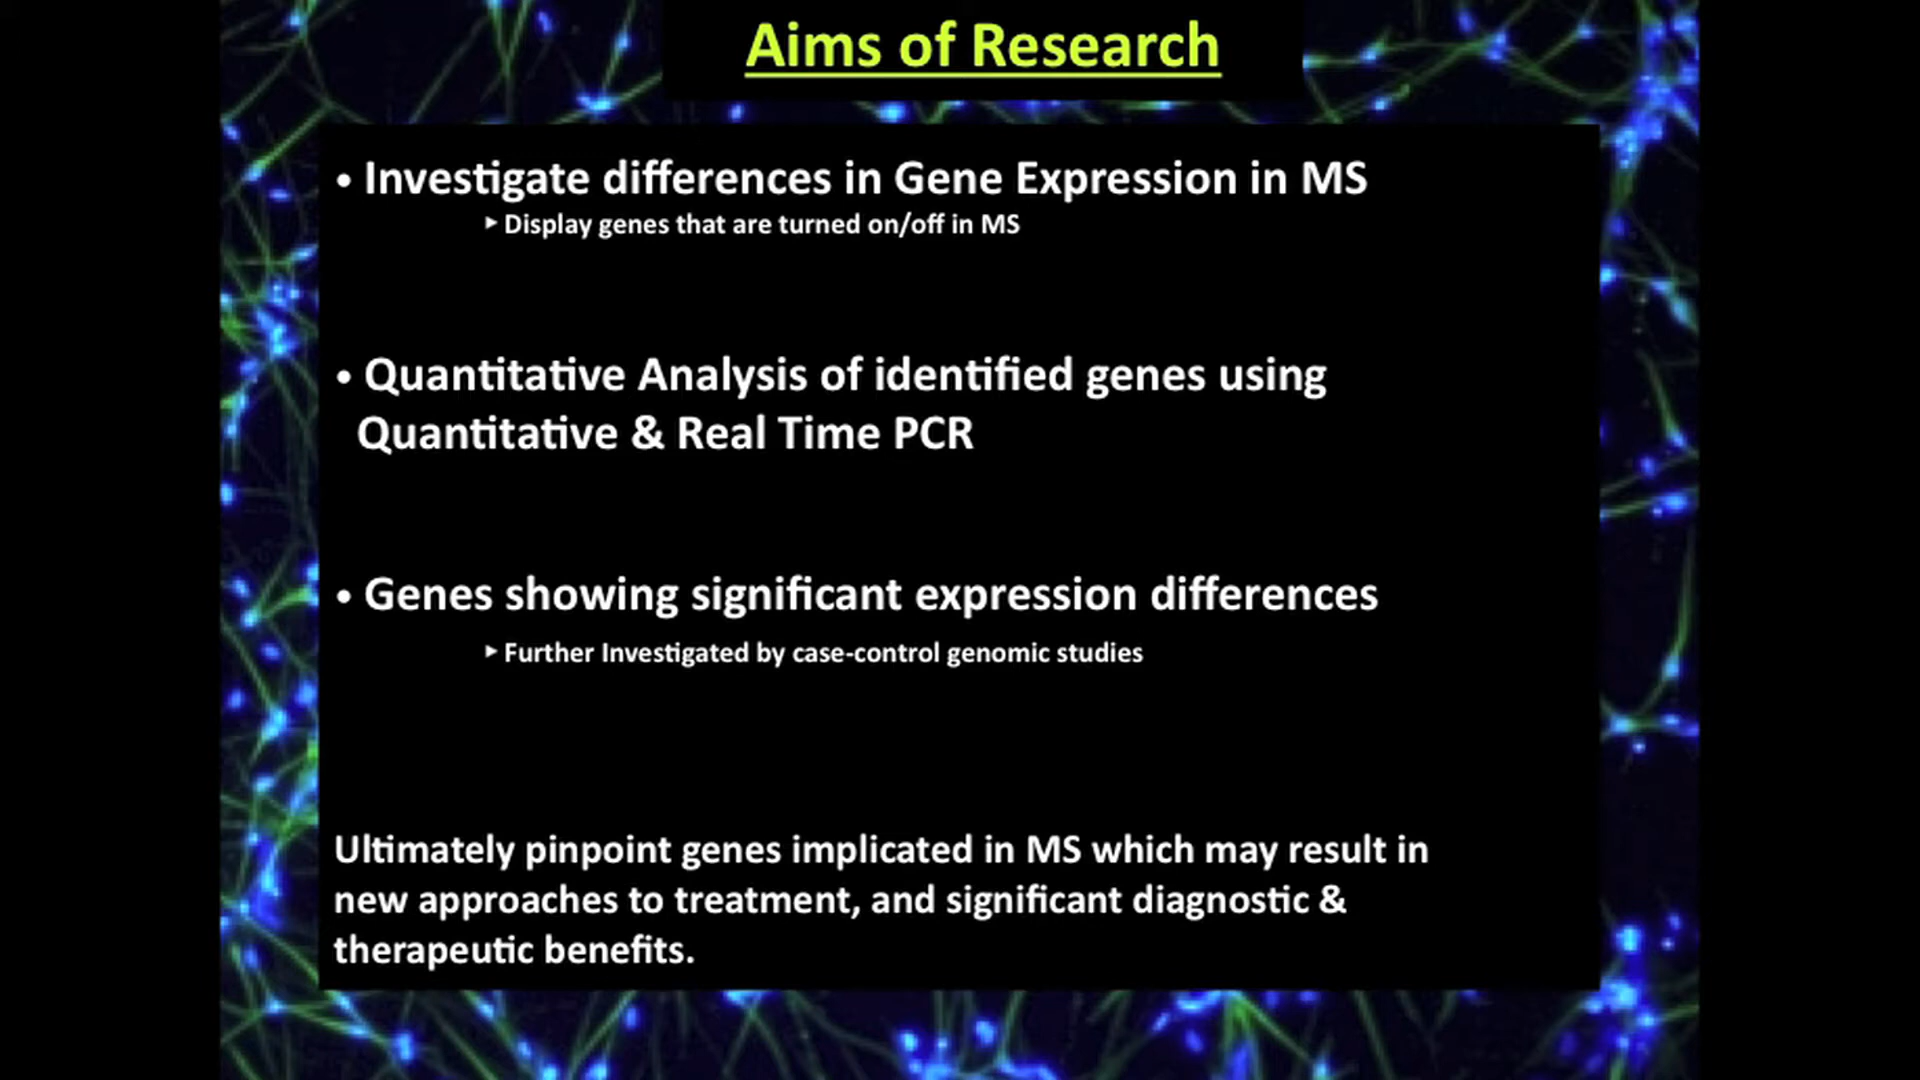 Aims of Research
• Investigate differences in Gene Expression in MS
▸ Display genes that are turned on/off in MS
• Quantitative Analysis of identified genes using
Quantitative & Real Time PCR
• Genes showing significant expression differences
▸ Further Investigated by case-control genomic studies
Ultimately pinpoint genes implicated in MS which may result in
new approaches to treatment, and significant diagnostic &
therapeutic benefits.